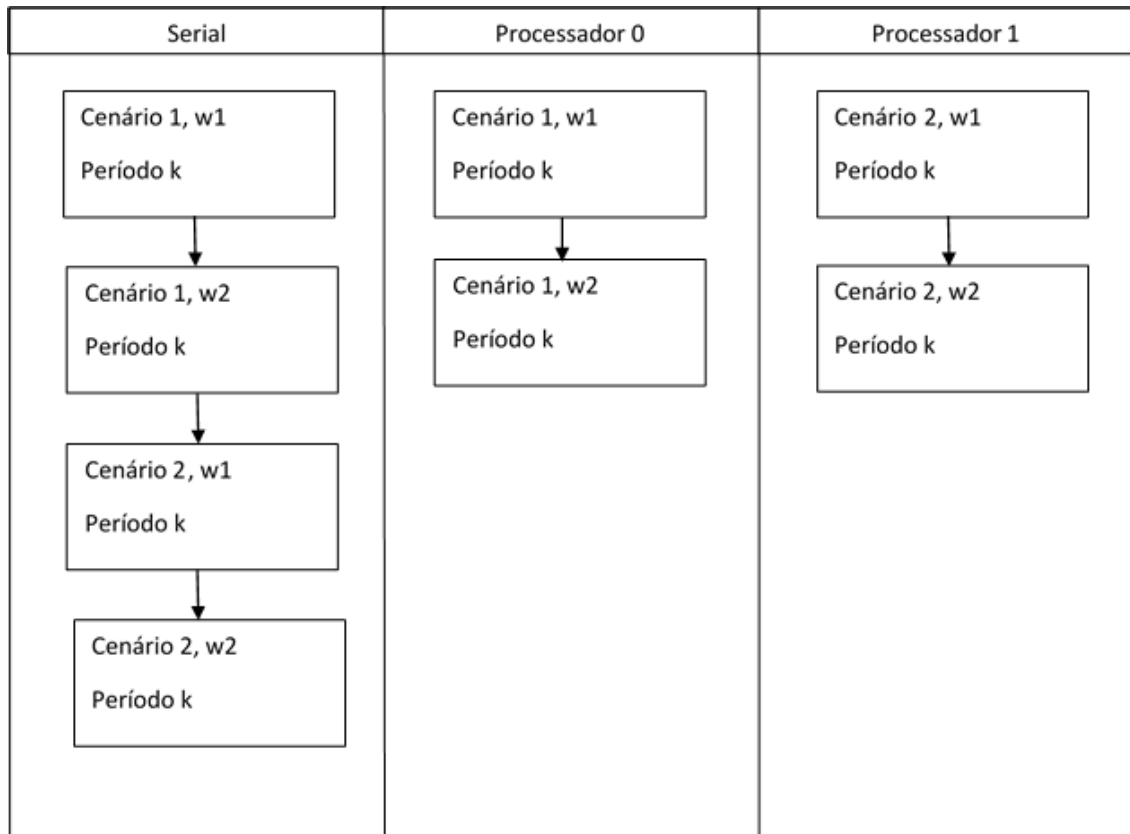 Serial
Processador 0
Processador 1
Cenário 1, w1
Período k
Cenário 1, w2
Período k
Cenário 2, w1
Período k
Cenário 2, w2
Período k
Cenário 1, w1
Período k
Cenário 1, w2
Período k
Cenário 2, w1
Período k
Cenário 2, w2
Período k